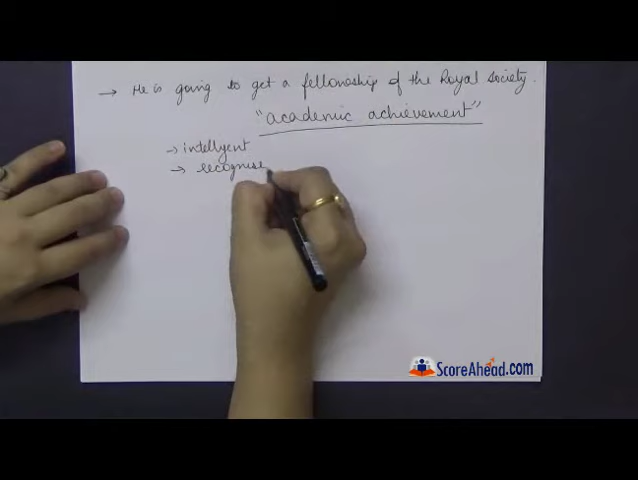 → He is going to get a fellowship of the Royal Society.
"academic achievement"
→ intelligent
→ recognise
ScoreAhead.com